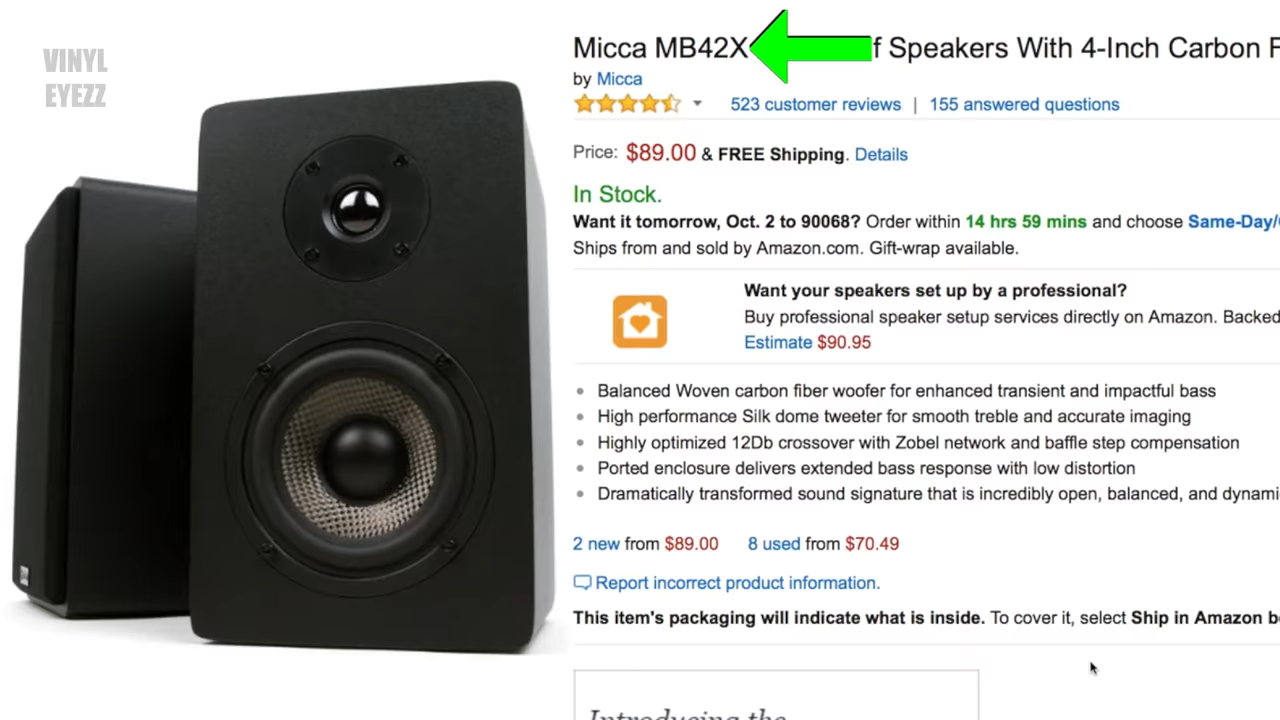 VINYL
EYEZZ
Micca MB42X f Speakers With 4-Inch Carbon F
by Micca
523 customer reviews | 155 answered questions
Price: $89.00 & FREE Shipping. Details
In Stock.
Want it tomorrow, Oct. 2 to 90068? Order within 14 hrs 59 mins and choose Same-Day/
Ships from and sold by Amazon.com. Gift-wrap available.
Want your speakers set up by a professional?
Buy professional speaker setup services directly on Amazon. Backed
Estimate $90.95
Balanced Woven carbon fiber woofer for enhanced transient and impactful bass
High performance Silk dome tweeter for smooth treble and accurate imaging
Highly optimized 12Db crossover with Zobel network and baffle step compensation
Ported enclosure delivers extended bass response with low distortion
Dramatically transformed sound signature that is incredibly open, balanced, and dynami
2 new from $89.00 8 used from $70.49
Report incorrect product information.
This item's packaging will indicate what is inside. To cover it, select Ship in Amazon b
Introducing the